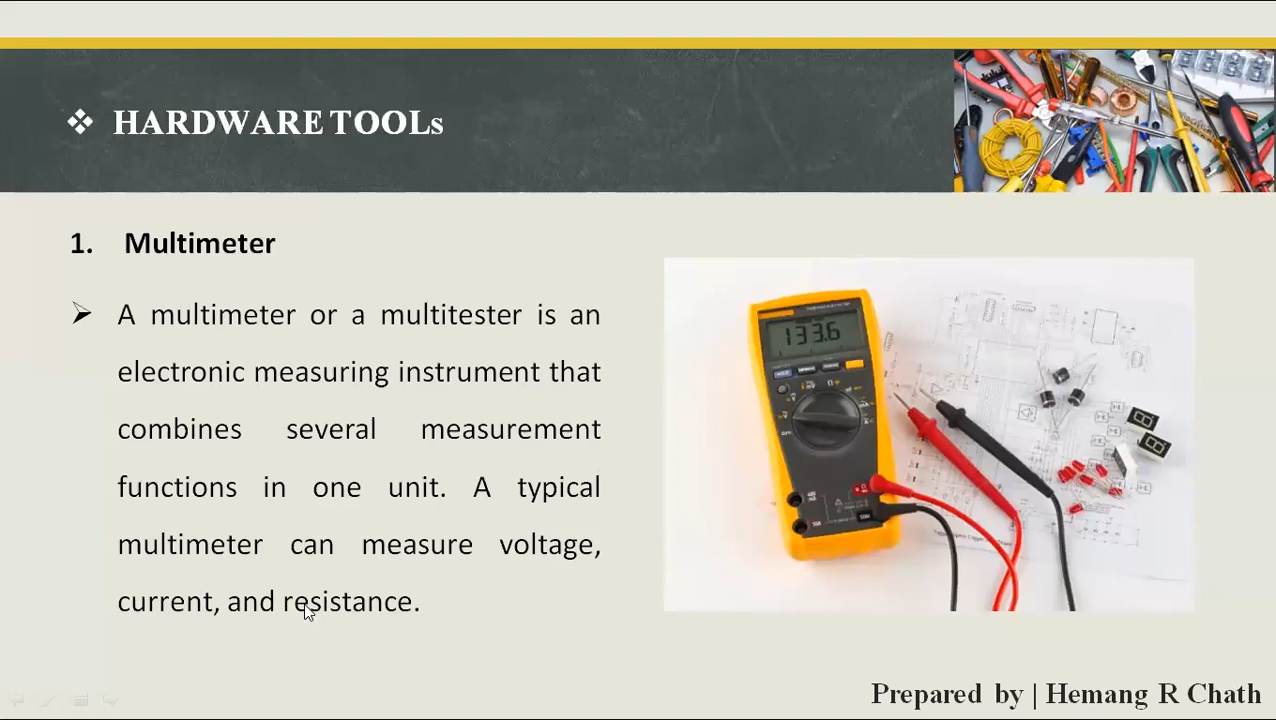 ❖ HARDWARE TOOLs
1. Multimeter
➢ A multimeter or a multitester is an
electronic measuring instrument that
combines several measurement
functions in one unit. A typical
multimeter can measure voltage,
current, and resistance.
133.6
Prepared by | Hemang R Chath